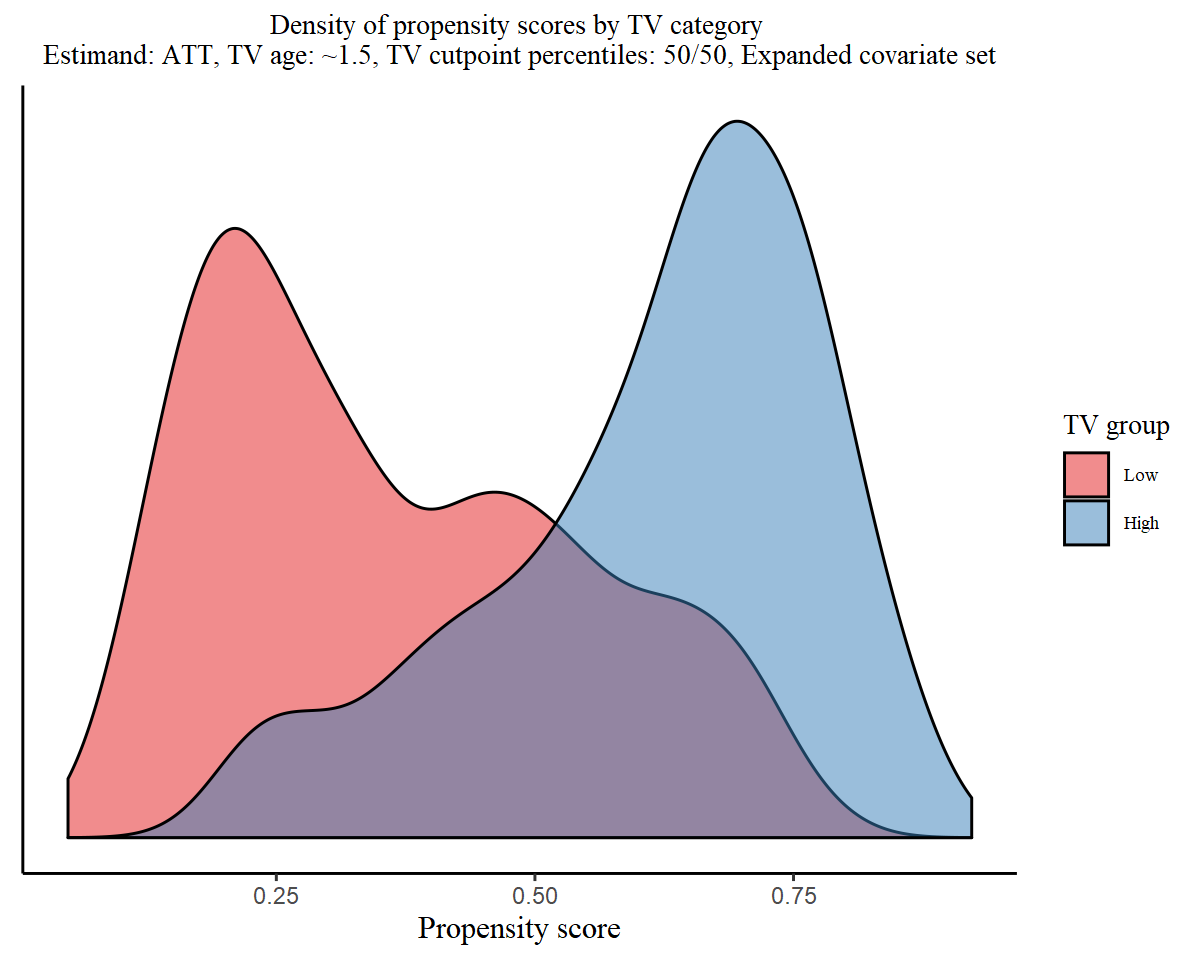 Density of propensity scores by TV category
Estimand: ATT, TV age: ~1.5, TV cutpoint percentiles: 50/50, Expanded covariate set
TV group
Low
High
0.25
0.50
0.75
Propensity score